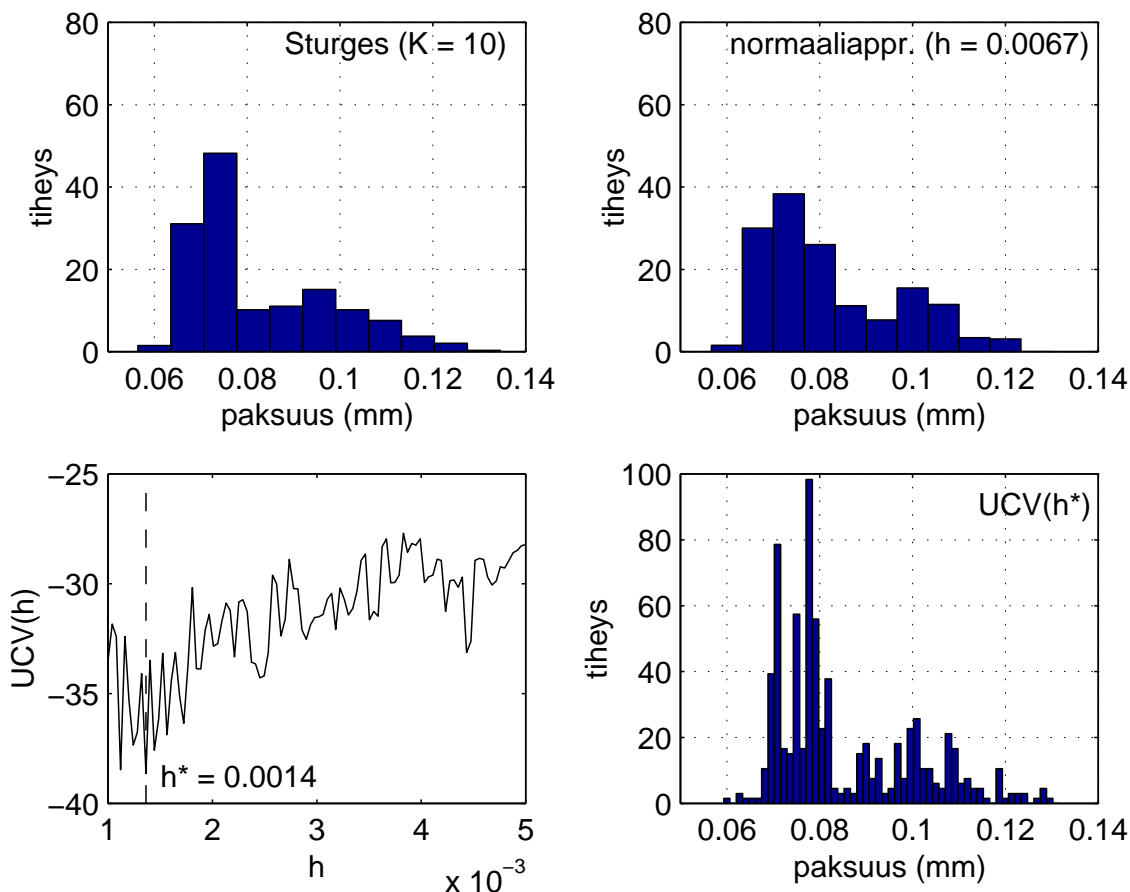 80
60
40
20
0
tiheys
Sturges (K = 10)
0.06 0.08 0.1 0.12 0.14
paksuus (mm)
80
60
40
20
0
tiheys
normaaliappr. (h = 0.0067)
0.06 0.08 0.1 0.12 0.14
paksuus (mm)
−25
−30
−35
−40
UCV(h)
h* = 0.0014
1 2 3 4 5
h
x 10⁻³
100
80
60
40
20
0
tiheys
UCV(h*)
0.06 0.08 0.1 0.12 0.14
paksuus (mm)